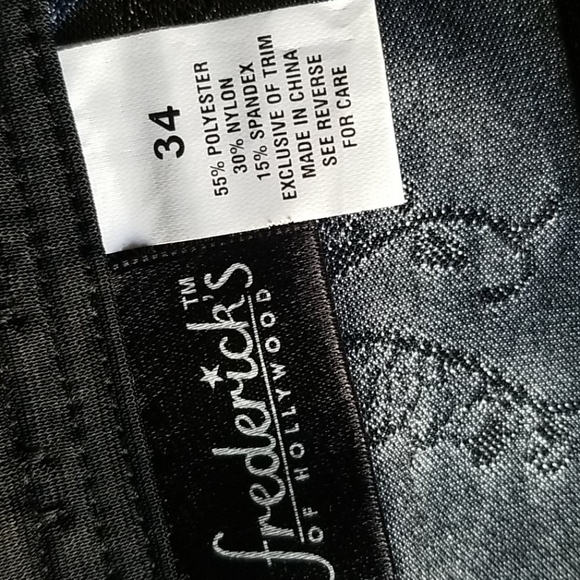 34
55% POLYESTER
30% NYLON
15% SPANDEX
EXCLUSIVE OF TRIM
MADE IN CHINA
SEE REVERSE
FOR CARE
frederick's™
OF HOLLYWOOD